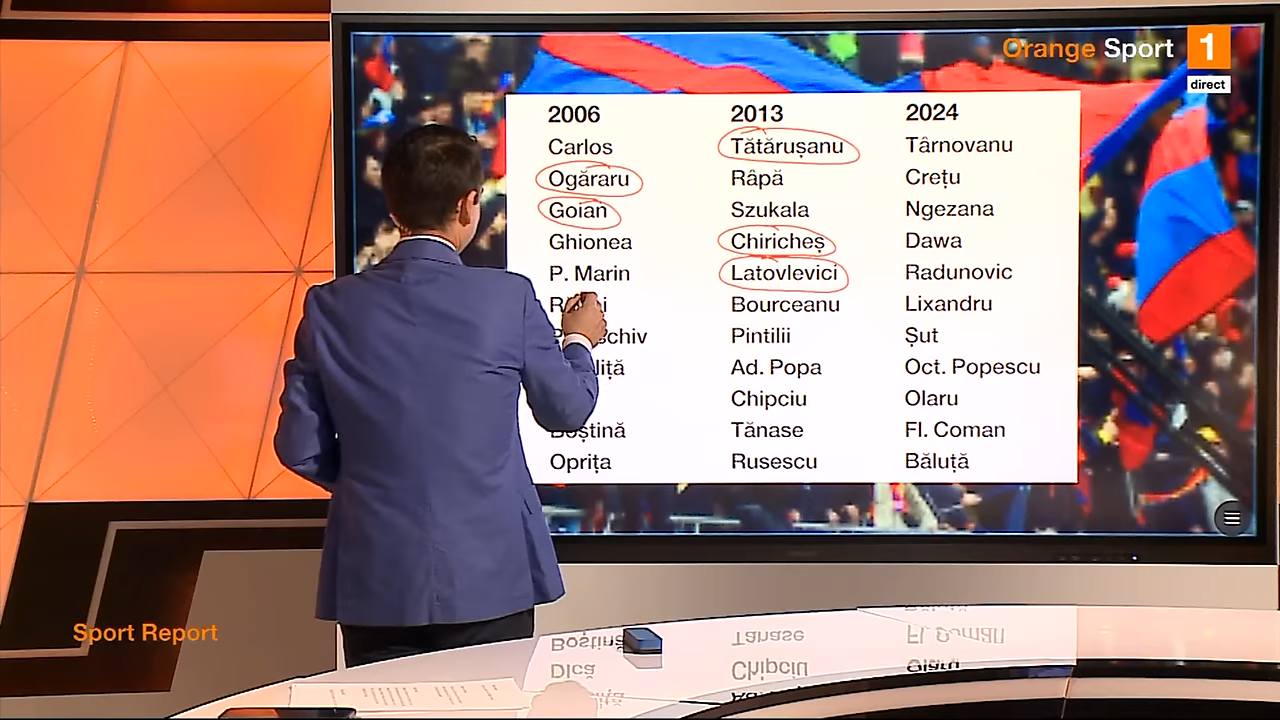 Orange Sport 1
direct
2006 2013 2024
Carlos Tătărușanu Târnovanu
Ogăraru Râpă Crețu
Goian Szukala Ngezana
Ghionea Chiricheș Dawa
P. Marin Latovlevici Radunovic
Bourceanu Lixandru
Pintilii Șut
Ad. Popa Oct. Popescu
Chipciu Olaru
Boștină Tănase Fl. Coman
Oprița Rusescu Băluță
Sport Report